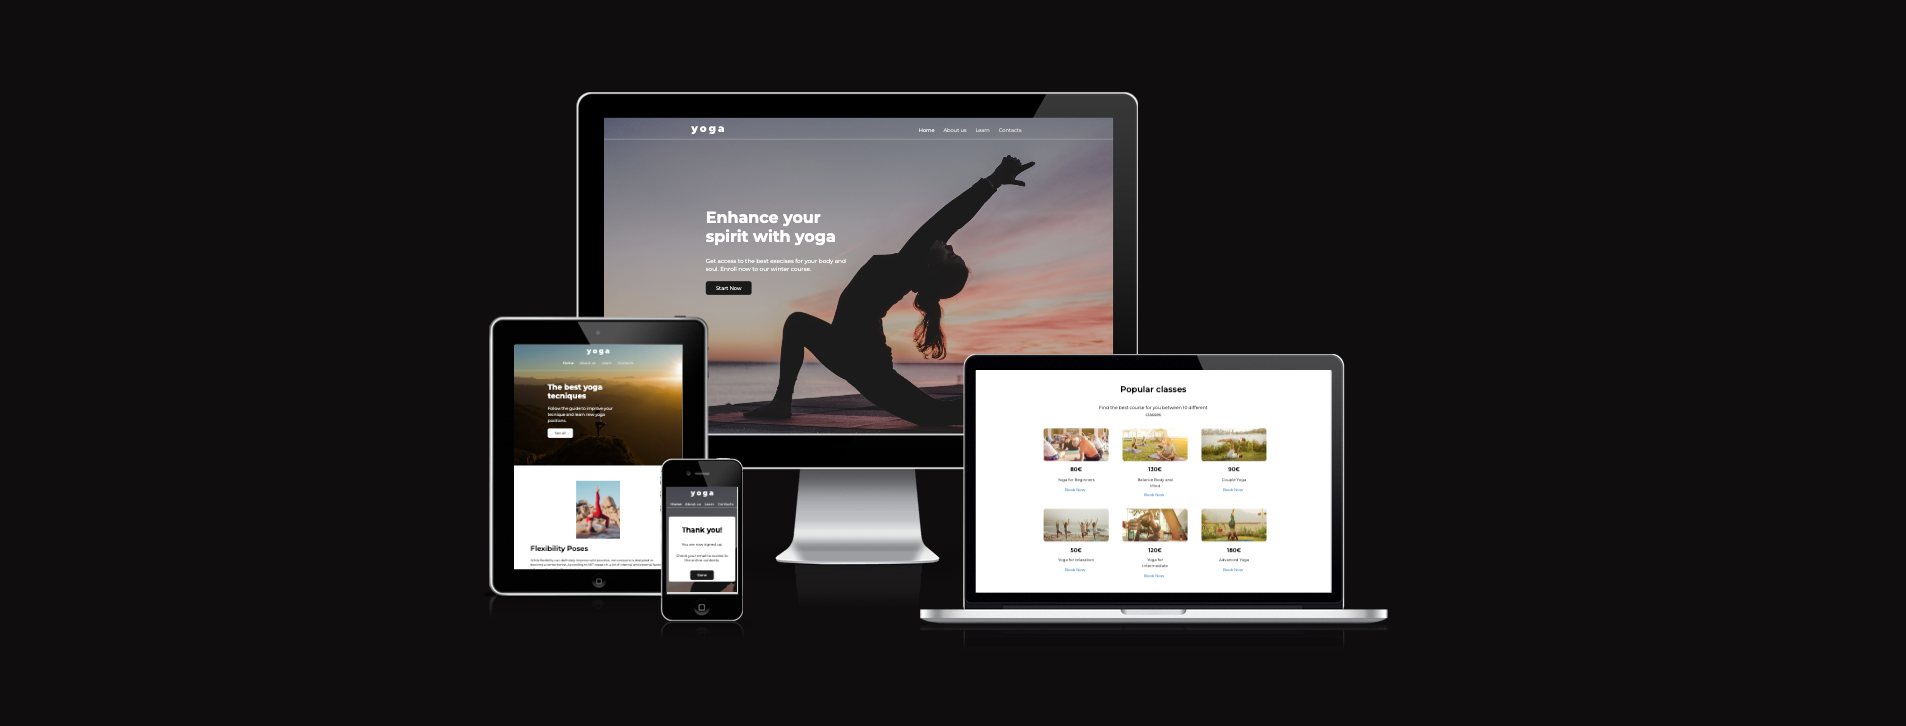 yoga
Home About us Learn Contacts
Enhance your
spirit with yoga
Get access to the best execises for your body and
soul. Enroll now to our winter course.
Start Now
yoga
Home About us Learn Contacts
The best yoga
tecniques
Follow the guide to improve your
tecnique and learn new yoga
positions.
Flexibility Poses
yoga
Home About us Learn Contacts
Thank you!
You are now signed up
Check your email to access to
the online contents
Popular classes
Find the best course for you between 10 different
classes
80€ 130€ 90€
Yoga for Beginners Balance Body and Couple Yoga
Mind
Book Now Book Now Book Now
50€ 120€ 180€
Yoga for relaxation Yoga for Advanced Yoga
Intermediate
Book Now Book Now Book Now